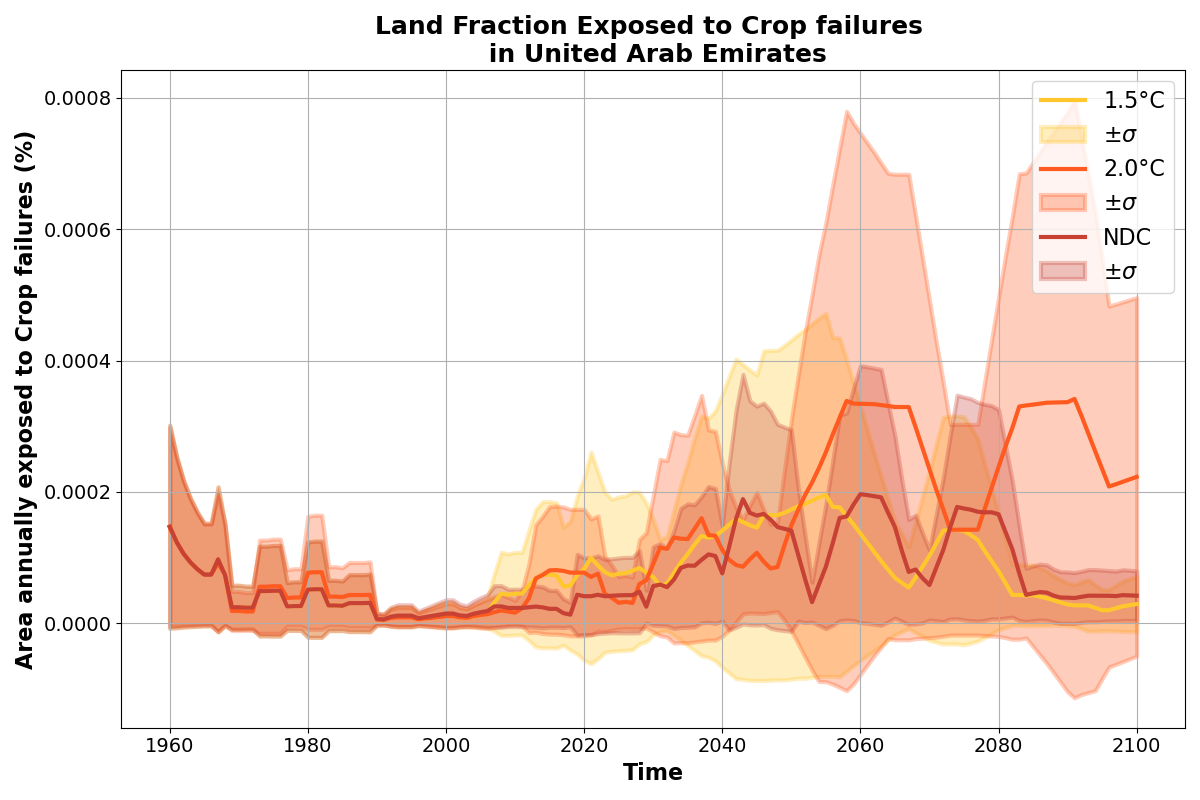 Land Fraction Exposed to Crop failures
in United Arab Emirates
Area annually exposed to Crop failures (%)
0.0008
0.0006
0.0004
0.0002
0.0000
1960
1980
2000
2020
2040
2060
2080
2100
Time
1.5°C
±σ
2.0°C
±σ
NDC
±σ